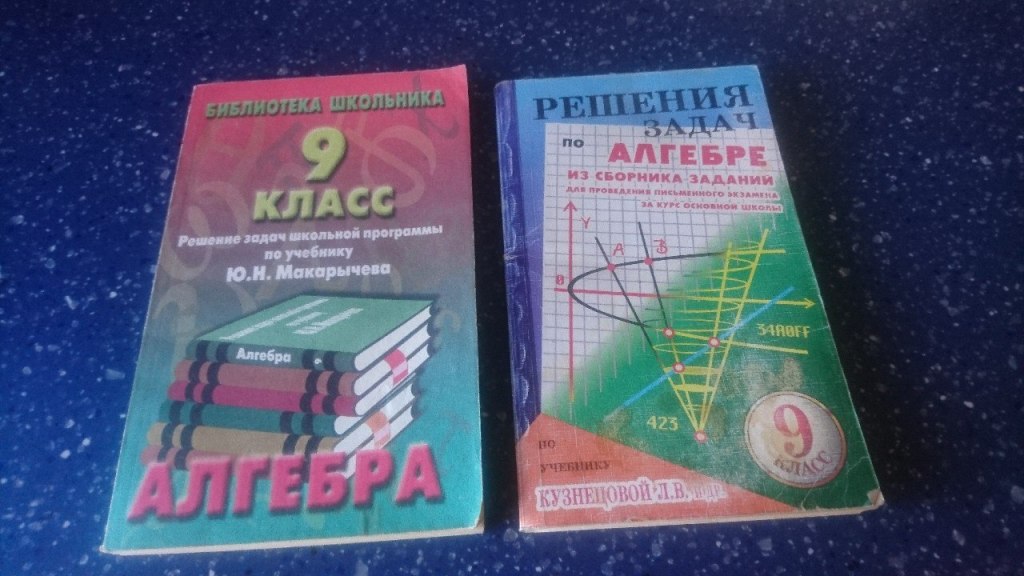 БИБЛИОТЕКА ШКОЛЬНИКА
9
КЛАСС
Решение задач школьной программы
по учебнику
Ю.Н. Макарычева
Алгебра
АЛГЕБРА
РЕШЕНИЯ
ЗАДАЧ
ПО
АЛГЕБРЕ
ИЗ СБОРНИКА ЗАДАНИЙ
ДЛЯ ПРОВЕДЕНИЯ ПИСЬМЕННОГО ЭКЗАМЕНА
ЗА КУРС ОСНОВНОЙ ШКОЛЫ
Y
A
B
0
34A0FF
423
9
КЛАСС
ПО
УЧЕБНИКУ
КУЗНЕЦОВОЙ Л.В.